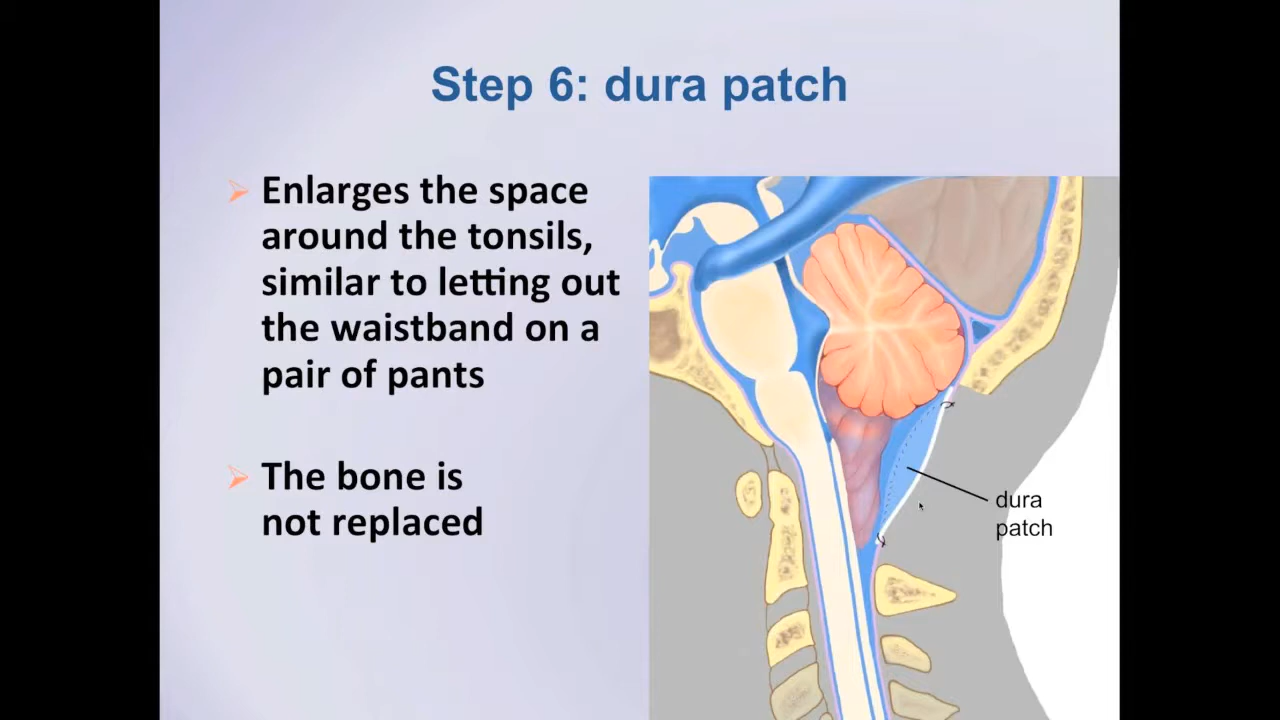 Step 6: dura patch
Enlarges the space
around the tonsils,
similar to letting out
the waistband on a
pair of pants
The bone is
not replaced
dura
patch